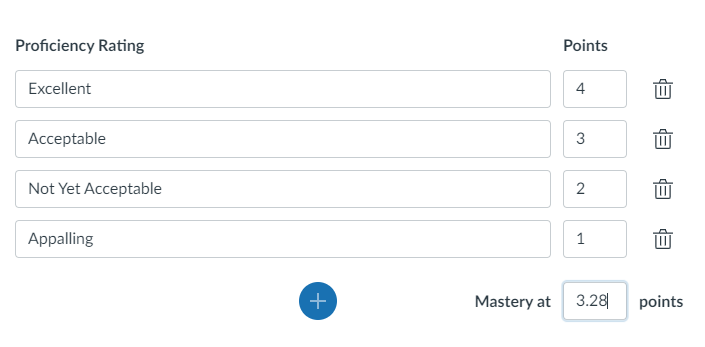 Proficiency Rating Points
Excellent 4
Acceptable 3
Not Yet Acceptable 2
Appalling 1
Mastery at 3.28 points